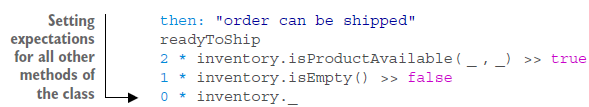 Setting
expectations
for all other
methods of
the class
then: "order can be shipped"
readyToShip
2 * inventory.isProductAvailable( _ , _) >> true
1 * inventory.isEmpty() >> false
0 * inventory._